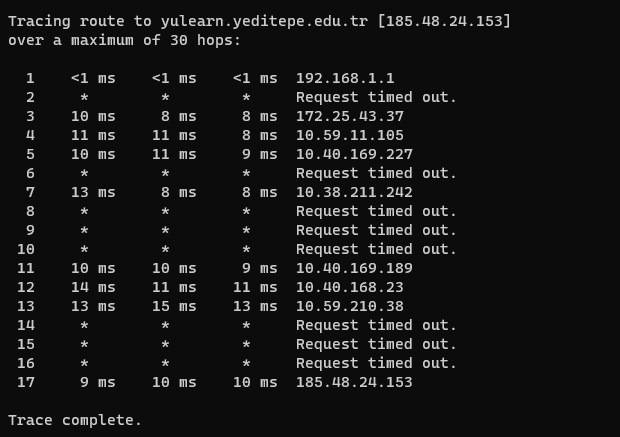 Tracing route to yulearn.yeditepe.edu.tr [185.48.24.153]
over a maximum of 30 hops:

  1    <1 ms    <1 ms    <1 ms  192.168.1.1
  2     *        *        *     Request timed out.
  3    10 ms     8 ms     8 ms  172.25.43.37
  4    11 ms    11 ms     8 ms  10.59.11.105
  5    10 ms    11 ms     9 ms  10.40.169.227
  6     *        *        *     Request timed out.
  7    13 ms     8 ms     8 ms  10.38.211.242
  8     *        *        *     Request timed out.
  9     *        *        *     Request timed out.
 10     *        *        *     Request timed out.
 11    10 ms    10 ms     9 ms  10.40.169.189
 12    14 ms    11 ms    11 ms  10.40.168.23
 13    13 ms    15 ms    13 ms  10.59.210.38
 14     *        *        *     Request timed out.
 15     *        *        *     Request timed out.
 16     *        *        *     Request timed out.
 17     9 ms    10 ms    10 ms  185.48.24.153

Trace complete.